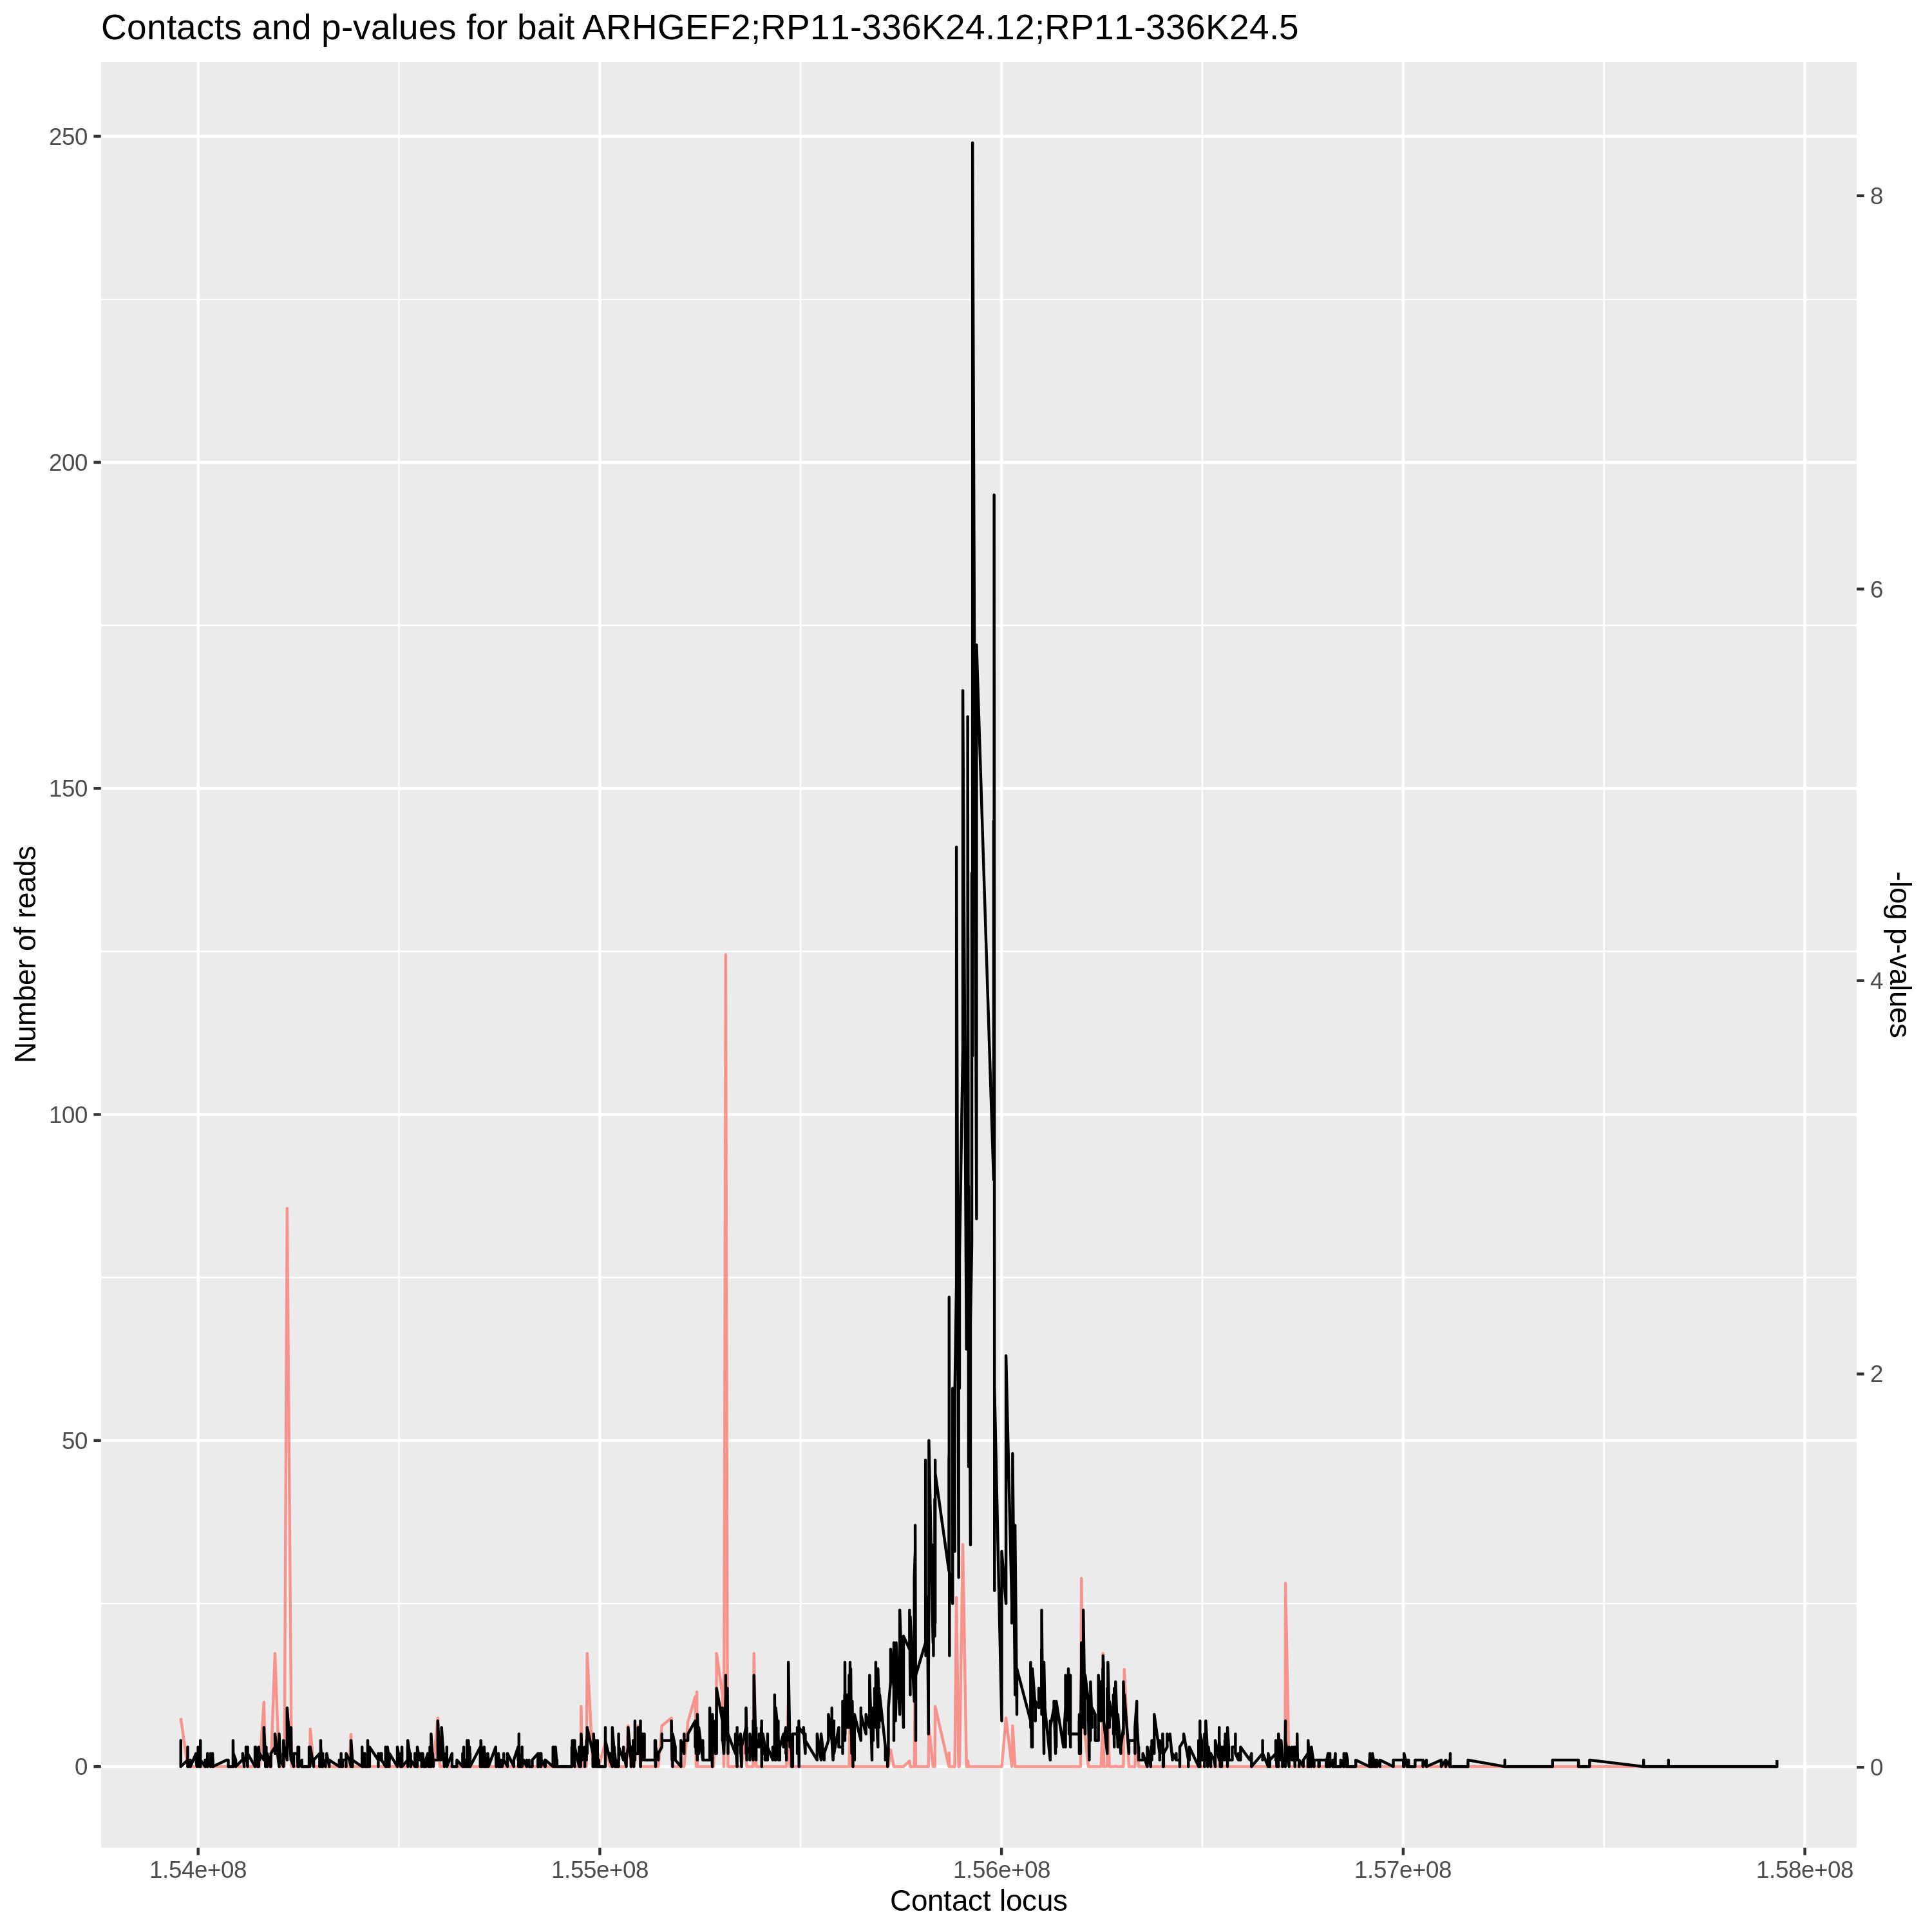 Contacts and p-values for bait ARHGEF2;RP11-336K24.12;RP11-336K24.5
250
200
150
100
50
0
Number of reads
8
6
4
2
0
-log p-values
1.54e+08
1.55e+08
1.56e+08
1.57e+08
1.58e+08
Contact locus